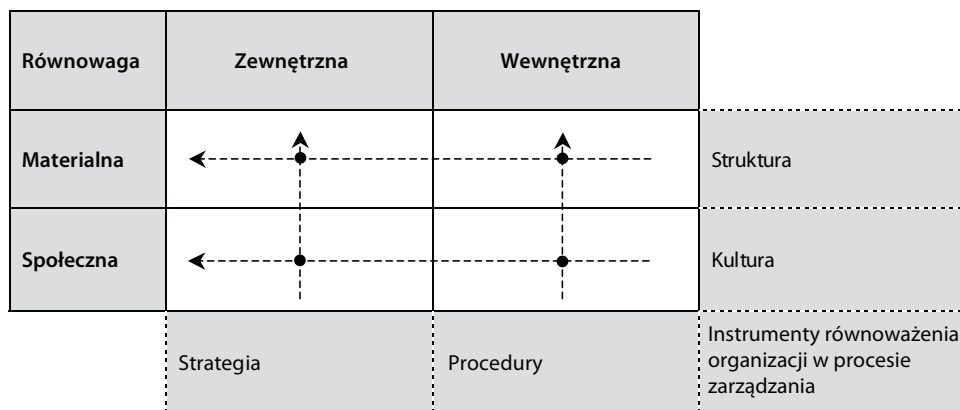 Równowaga
Zewnętrzna
Wewnętrzna
Materialna
Struktura
Społeczna
Kultura
Strategia
Procedury
Instrumenty równoważenia
organizacji w procesie
zarządzania